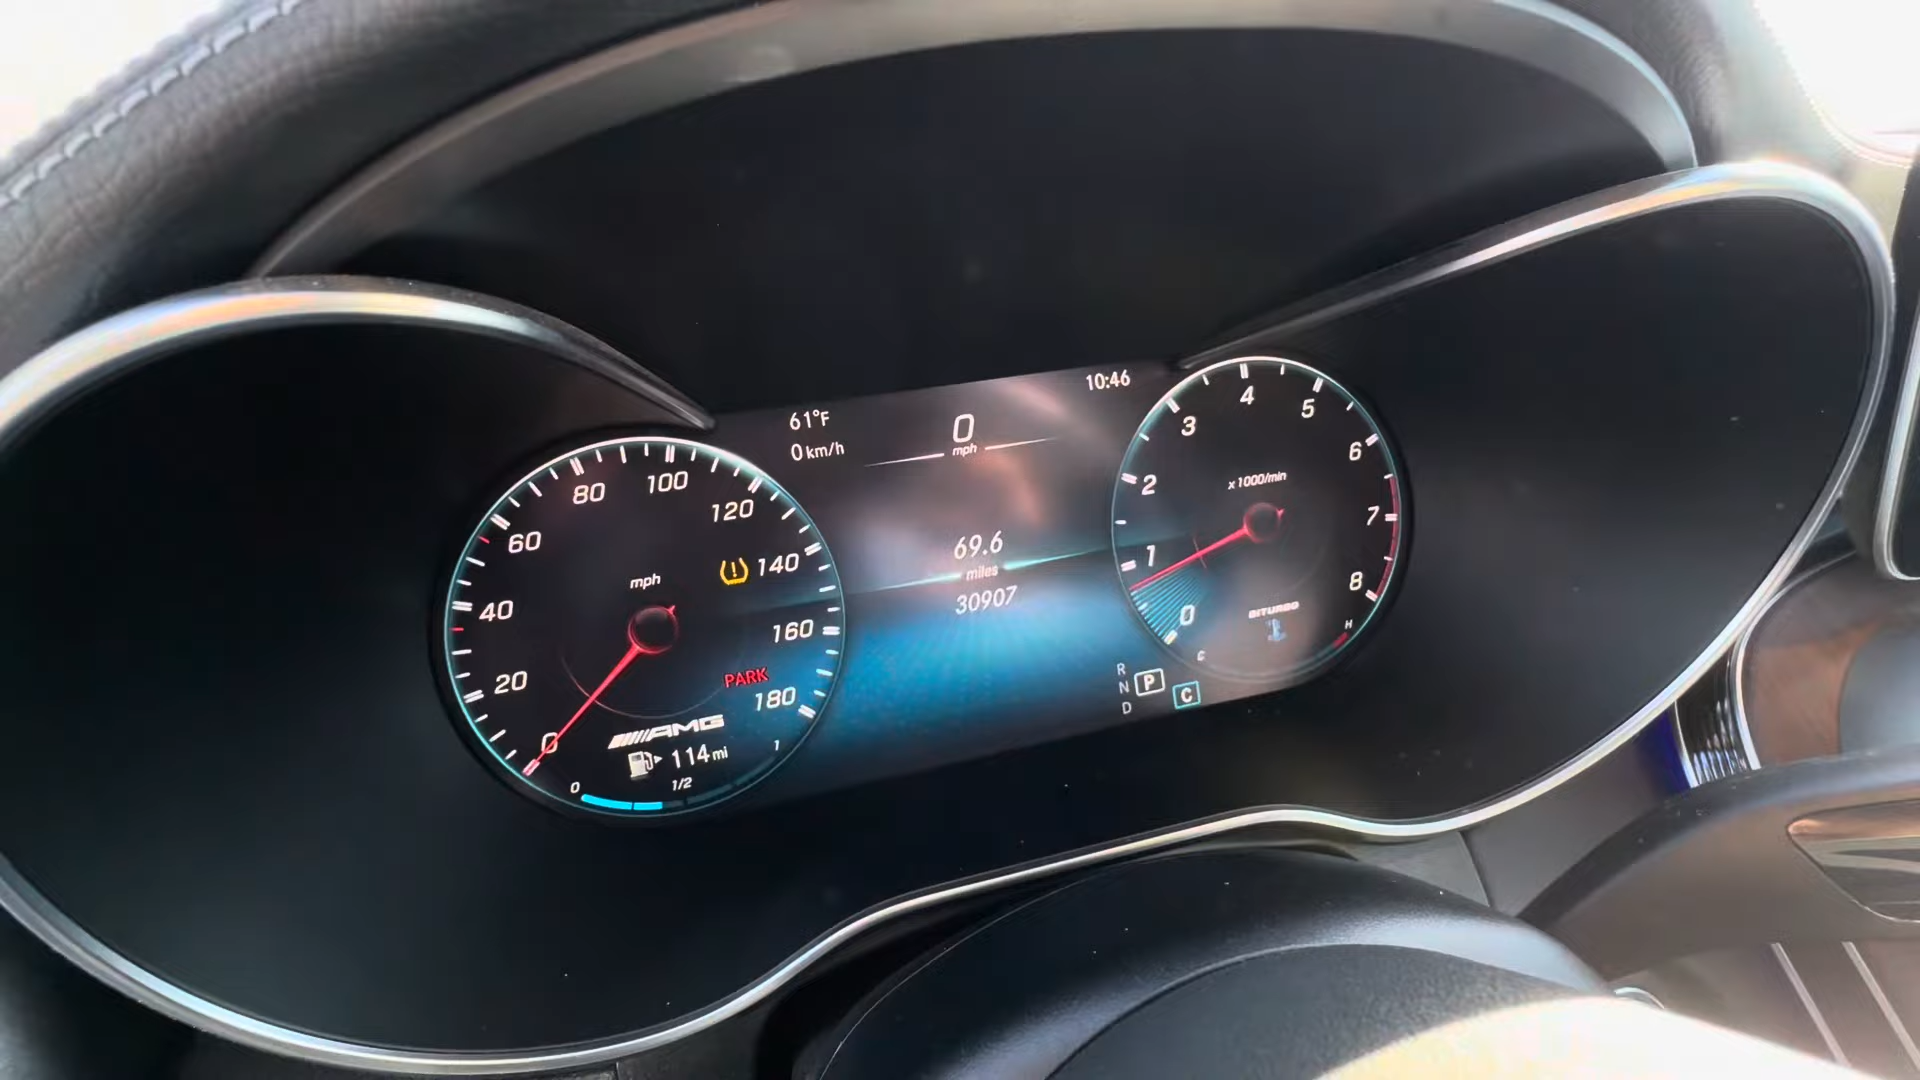 10:46
61°F
0 km/h
0
mph
69.6
miles
30907
0
20
40
60
80
100
120
140
160
180
mph
PARK
AMG
114 mi
0
1/2
1
0
1
2
3
4
5
6
7
8
x 1000/min
BITURBO
C
H
R
N
D
P
C